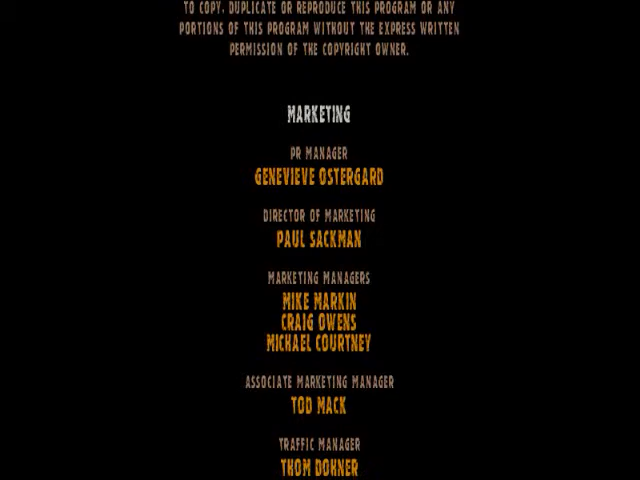 TO COPY, DUPLICATE OR REPRODUCE THIS PROGRAM OR ANY
PORTIONS OF THIS PROGRAM WITHOUT THE EXPRESS WRITTEN
PERMISSION OF THE COPYRIGHT OWNER.
MARKETING
PR MANAGER
GENEVIEVE OSTERGARD
DIRECTOR OF MARKETING
PAUL SACKMAN
MARKETING MANAGERS
MIKE MARKIN
CRAIG OWENS
MICHAEL COURTNEY
ASSOCIATE MARKETING MANAGER
TOD MACK
TRAFFIC MANAGER
THOM DOHNER